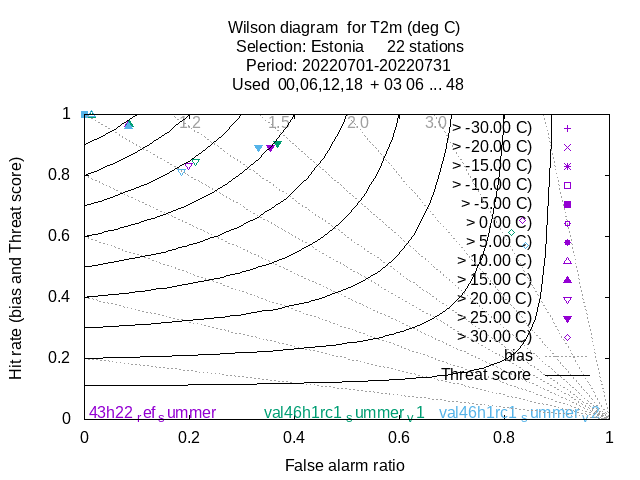 Wilson diagram for T2m (deg C)
Selection: Estonia 22 stations
Period: 20220701-20220731
Used 00,06,12,18 + 03 06 ... 48
Hit rate (bias and Threat score)
1
0.8
0.6
0.4
0.2
0
1.2
1.5
2.0
3.0
> -30.00 C)
> -20.00 C)
> -15.00 C)
> -10.00 C)
> -5.00 C)
> 0.00 C)
> 5.00 C)
> 10.00 C)
> 15.00 C)
> 20.00 C)
> 25.00 C)
> 30.00 C)
bias
Threat score
43h22refsummer val46h1rc1summerv1 val46h1rc1summerv2
0 0.2 0.4 0.6 0.8 1
False alarm ratio